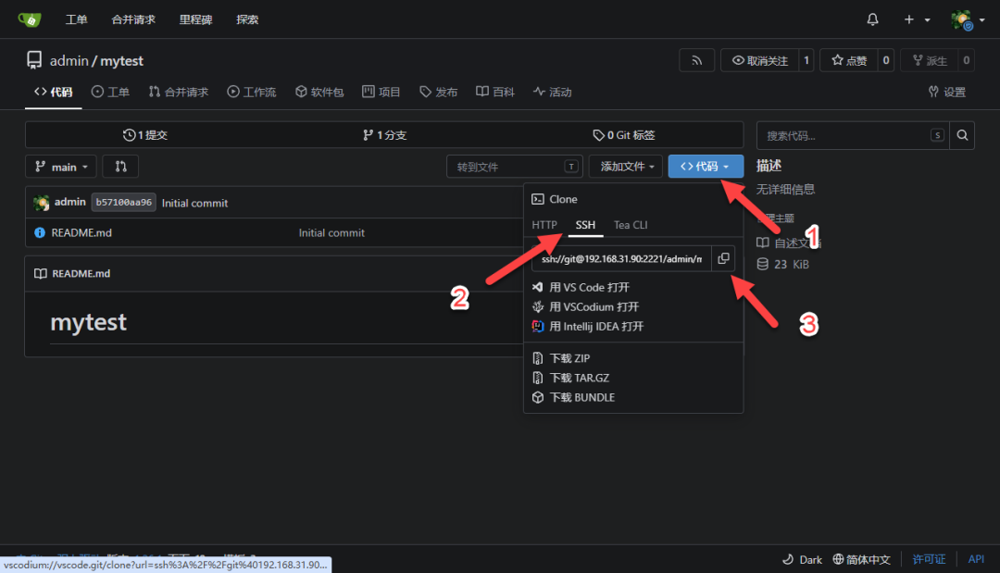 工单 合并请求 里程碑 探索
admin / mytest
取消关注 1 点赞 0 派生 0
代码 工单 合并请求 工作流 软件包 项目 发布 百科 活动 设置
1 提交 1 分支 0 Git 标签
搜索代码... S
main 转到文件 T 添加文件 代码
描述
admin b57100aa96 Initial commit
无详细信息
README.md Initial commit
Clone
HTTP SSH Tea CLI
ssh://git@192.168.31.90:2221/admin/m
主题
1
自述文
23 KiB
用 VS Code 打开
用 VSCodium 打开
用 Intellij IDEA 打开
2
3
README.md
mytest
下载 ZIP
下载 TAR.GZ
下载 BUNDLE
vscodium://vscode.git/clone?url=ssh%3A%2F%2Fgit%40192.168.31.90...
Dark 简体中文 许可证 API